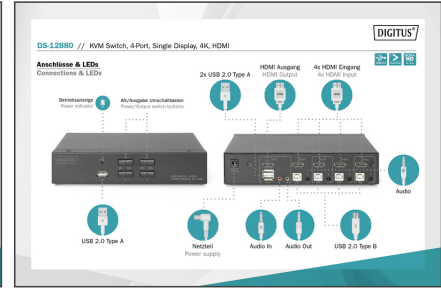 DIGITUS®
DS-12880 // KVM Switch, 4-Port, Single Display, 4K, HDMI
Anschlüsse & LEDs
Connections & LEDs
2x USB 2.0 Type A
HDMI Ausgang
HDMI Output
4x HDMI Eingang
4x HDMI Input
Betriebsanzeige
Power indicator
AN/Ausgabe Umschalttasten
Power/Output switch buttons
DIGITUS
Audio
USB 2.0 Type A
Netzteil
Power supply
Audio In
Audio Out
USB 2.0 Type B